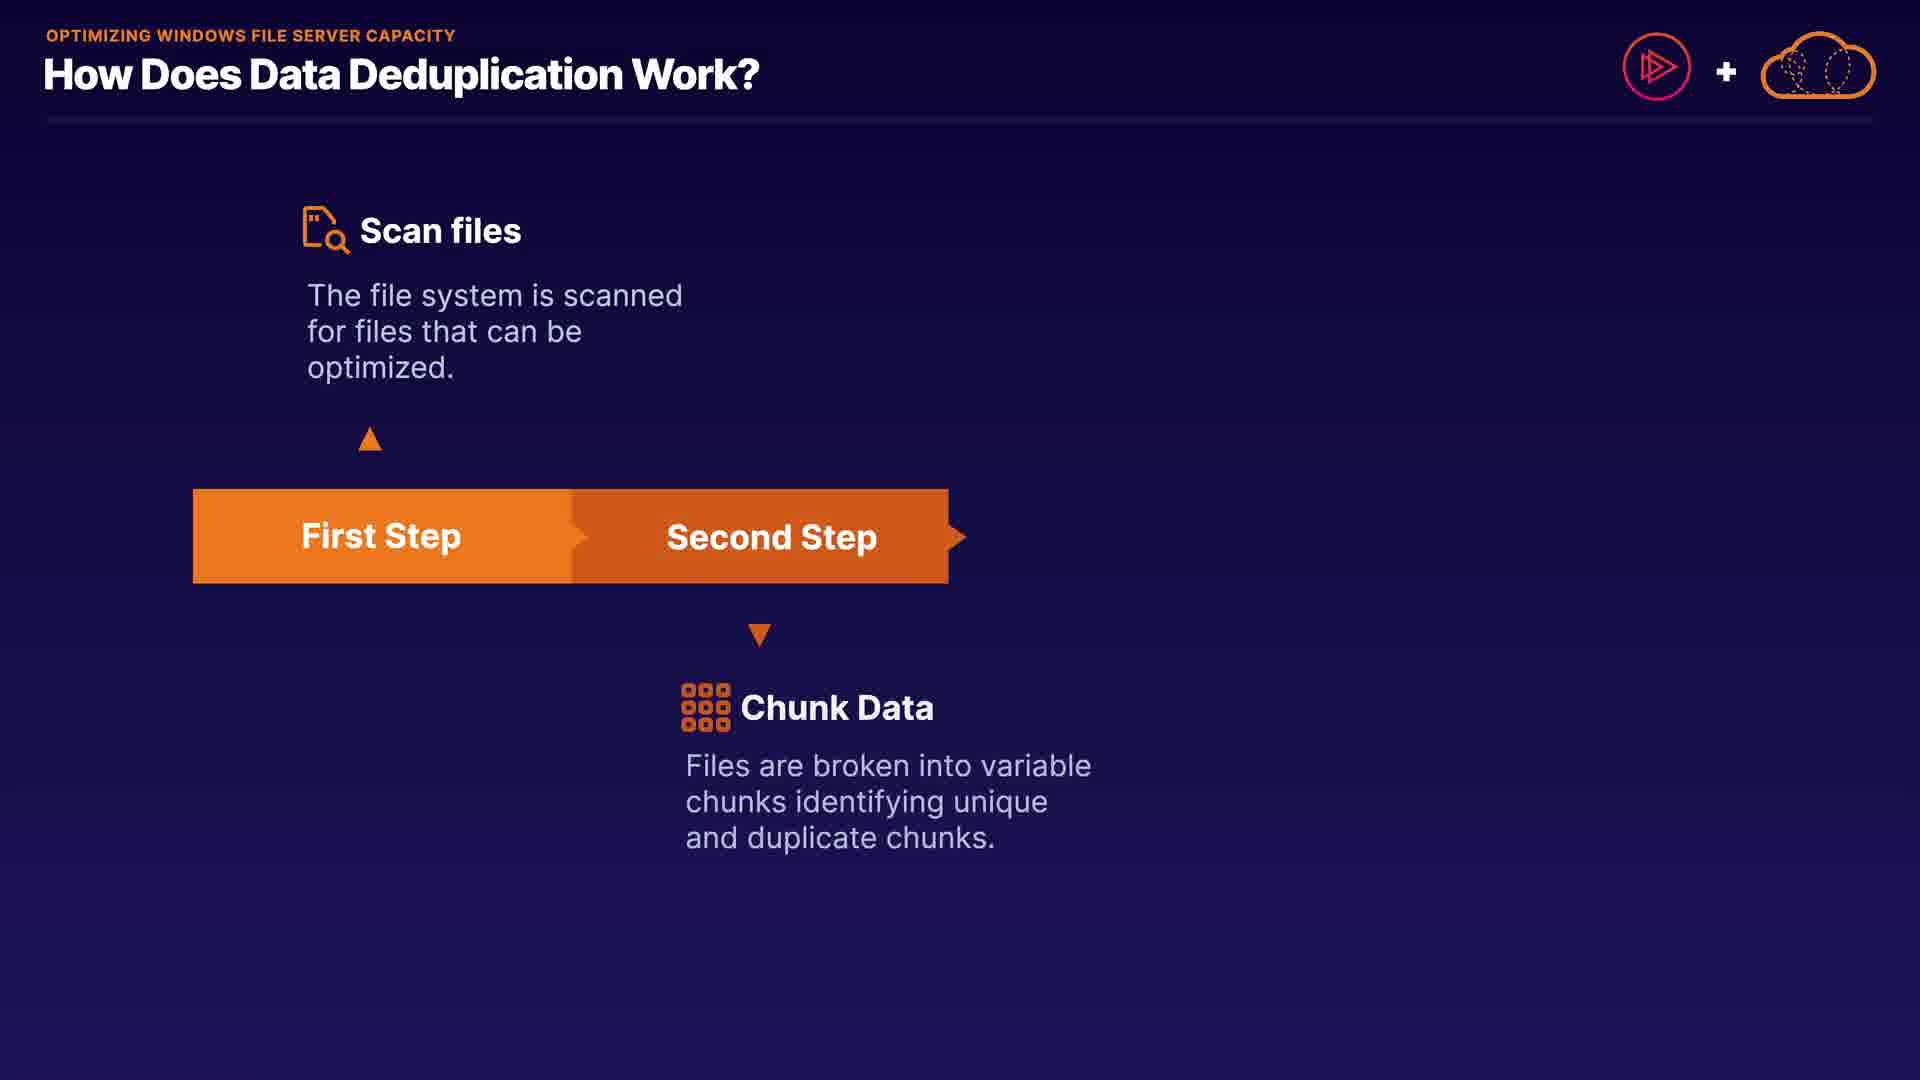 OPTIMIZING WINDOWS FILE SERVER CAPACITY
How Does Data Deduplication Work?
Scan files
The file system is scanned
for files that can be
optimized.
First Step
Second Step
Chunk Data
Files are broken into variable
chunks identifying unique
and duplicate chunks.